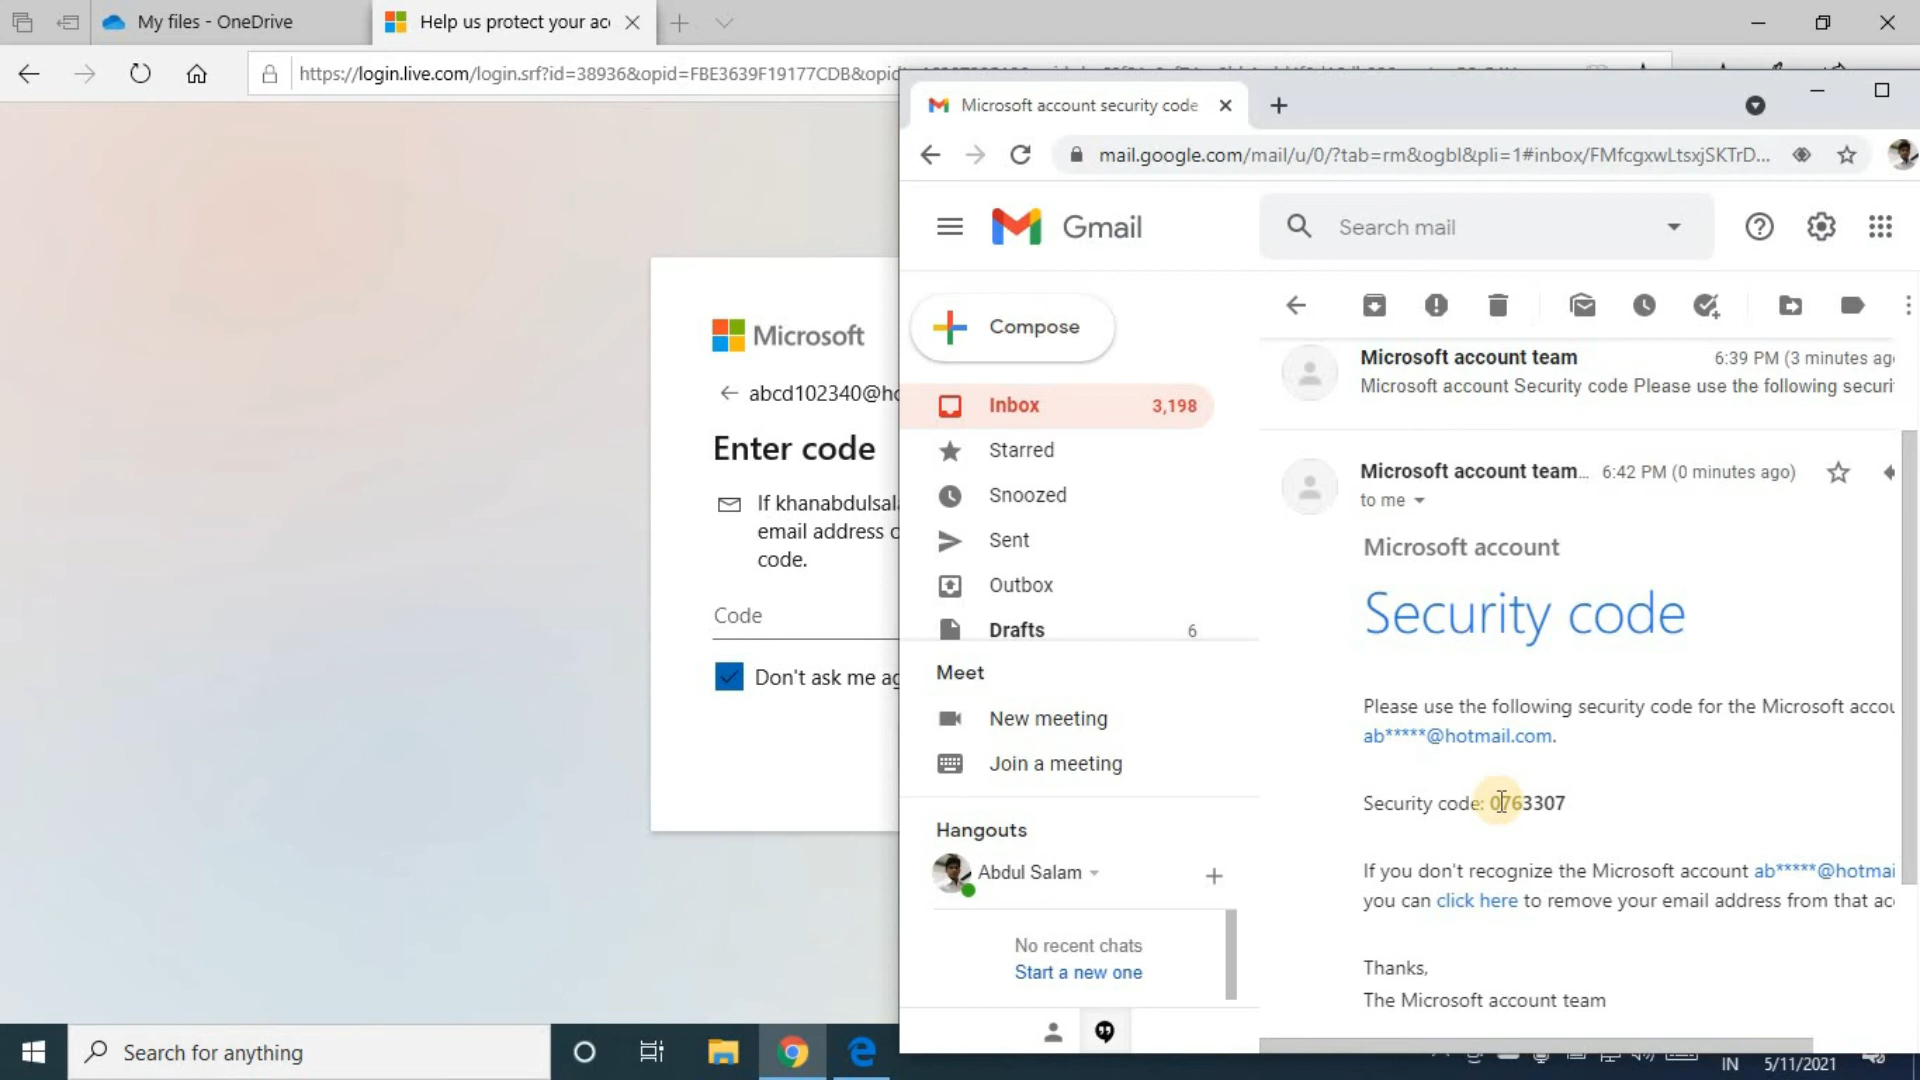 My files - OneDrive
Help us protect your acc
https://login.live.com/login.srf?id=38936&opid=FBE3639F19177CDB&opid
Microsoft
abcd102340@ho
Enter code
If khanabdulsala
email address o
code.
Code
Don't ask me ag
Microsoft account security code
mail.google.com/mail/u/0/?tab=rm&ogbl&pli=1#inbox/FMfcgxwLtsxjSKTrD...
Gmail
Search mail
Compose
Inbox 3,198
Starred
Snoozed
Sent
Outbox
Drafts 6
Meet
New meeting
Join a meeting
Hangouts
Abdul Salam
No recent chats
Start a new one
Microsoft account team 6:39 PM (3 minutes ag
Microsoft account Security code Please use the following securi
Microsoft account team... 6:42 PM (0 minutes ago)
to me
Microsoft account
Security code
Please use the following security code for the Microsoft accou
ab*****@hotmail.com.
Security code: 0763307
If you don't recognize the Microsoft account ab*****@hotmai
you can click here to remove your email address from that acc
Thanks,
The Microsoft account team
Search for anything
IN 5/11/2021